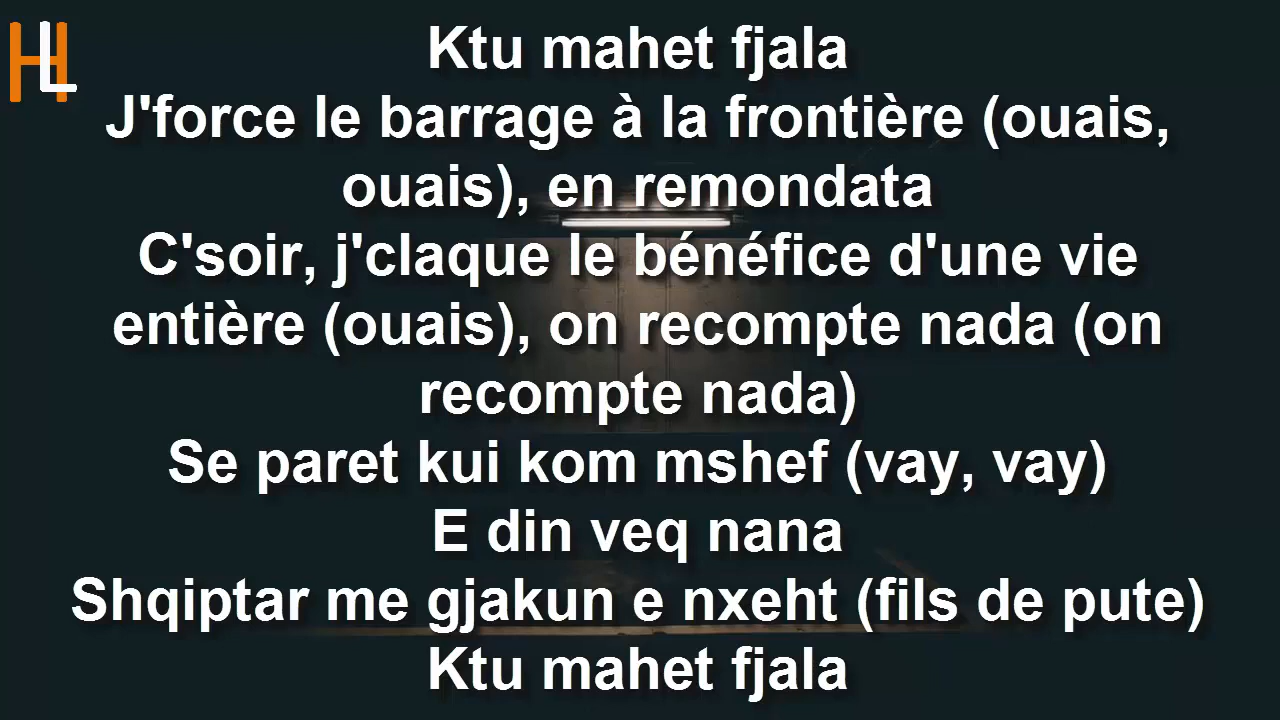 HL
Ktu mahet fjala
J'force le barrage à la frontière (ouais,
ouais), en remondata
C'soir, j'claque le bénéfice d'une vie
entière (ouais), on recompte nada (on
recompte nada)
Se paret kui kom mshef (vay, vay)
E din veq nana
Shqiptar me gjakun e nxeht (fils de pute)
Ktu mahet fjala